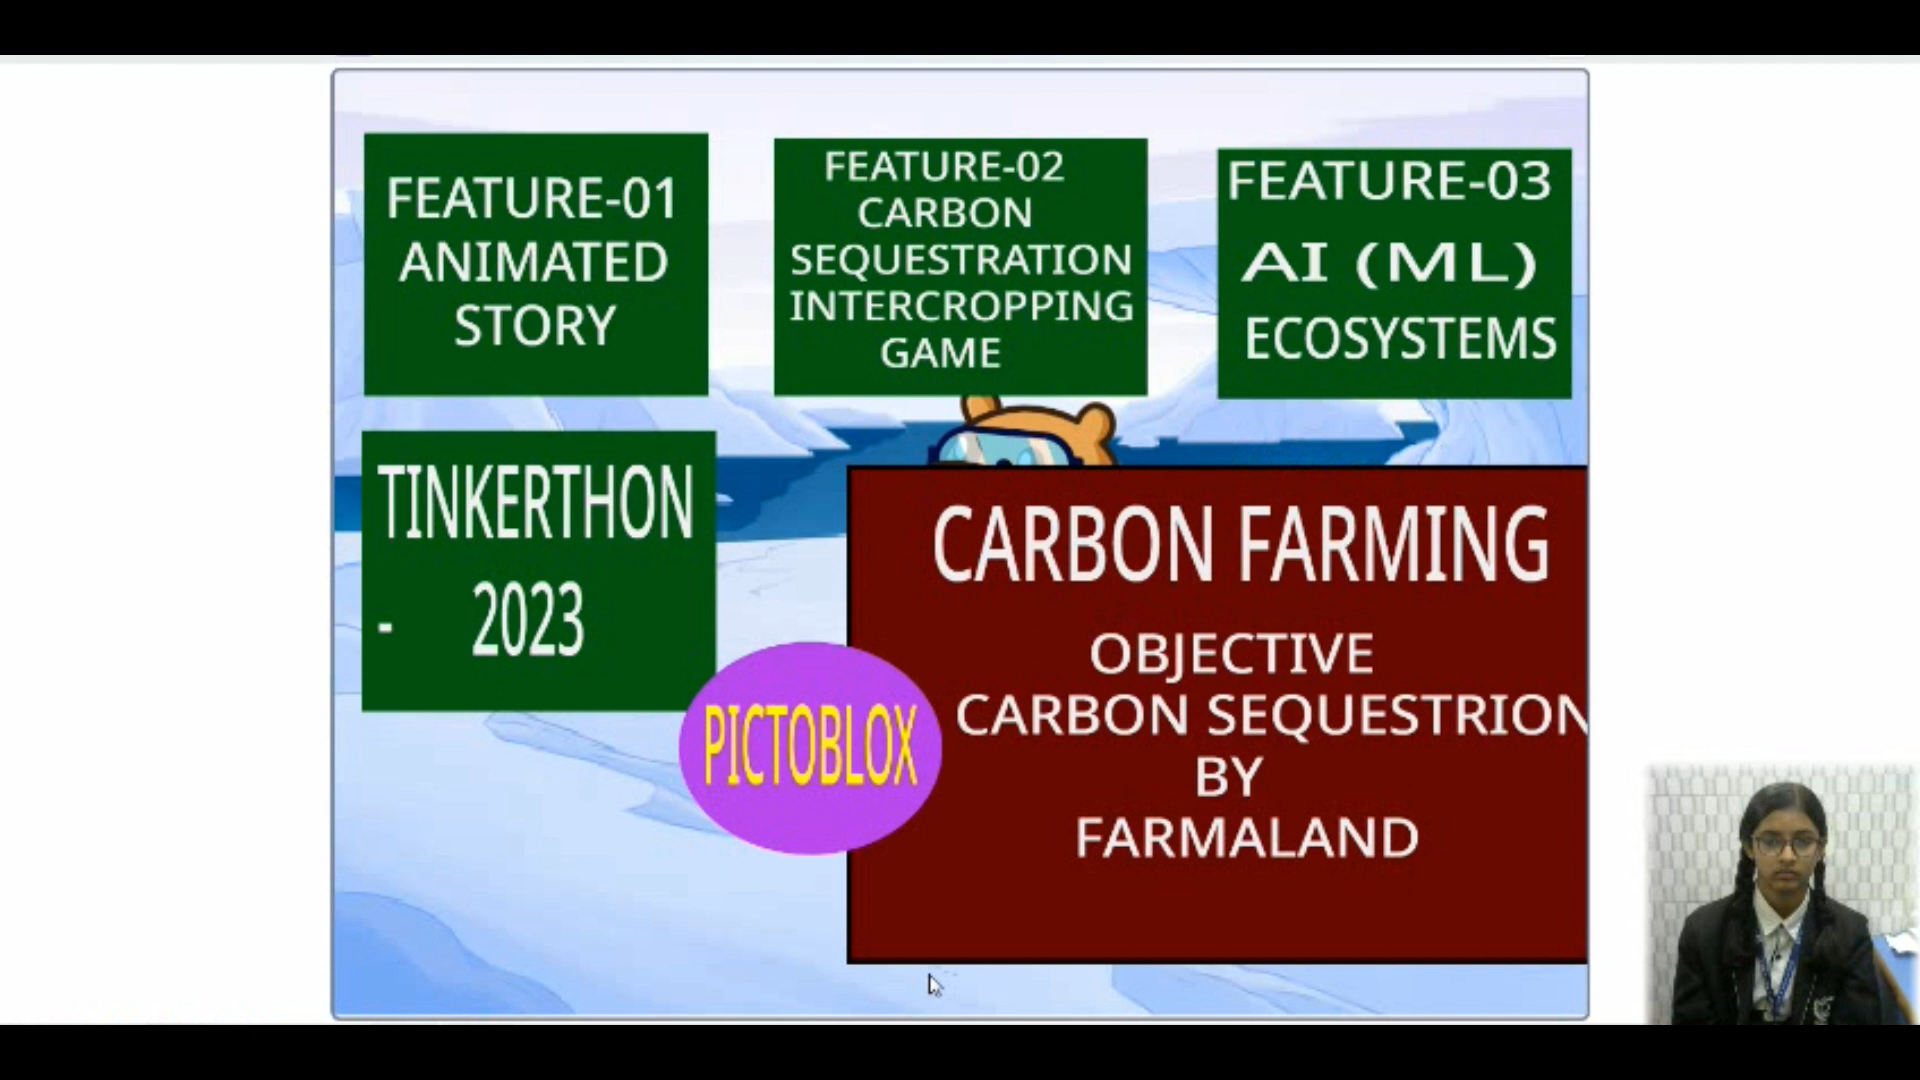 FEATURE-01
ANIMATED
STORY
FEATURE-02
CARBON
SEQUESTRATION
INTERCROPPING
GAME
FEATURE-03
AI (ML)
ECOSYSTEMS
TINKERTHON
- 2023
PICTOBLOX
CARBON FARMING
OBJECTIVE
CARBON SEQUESTRION
BY
FARMALAND